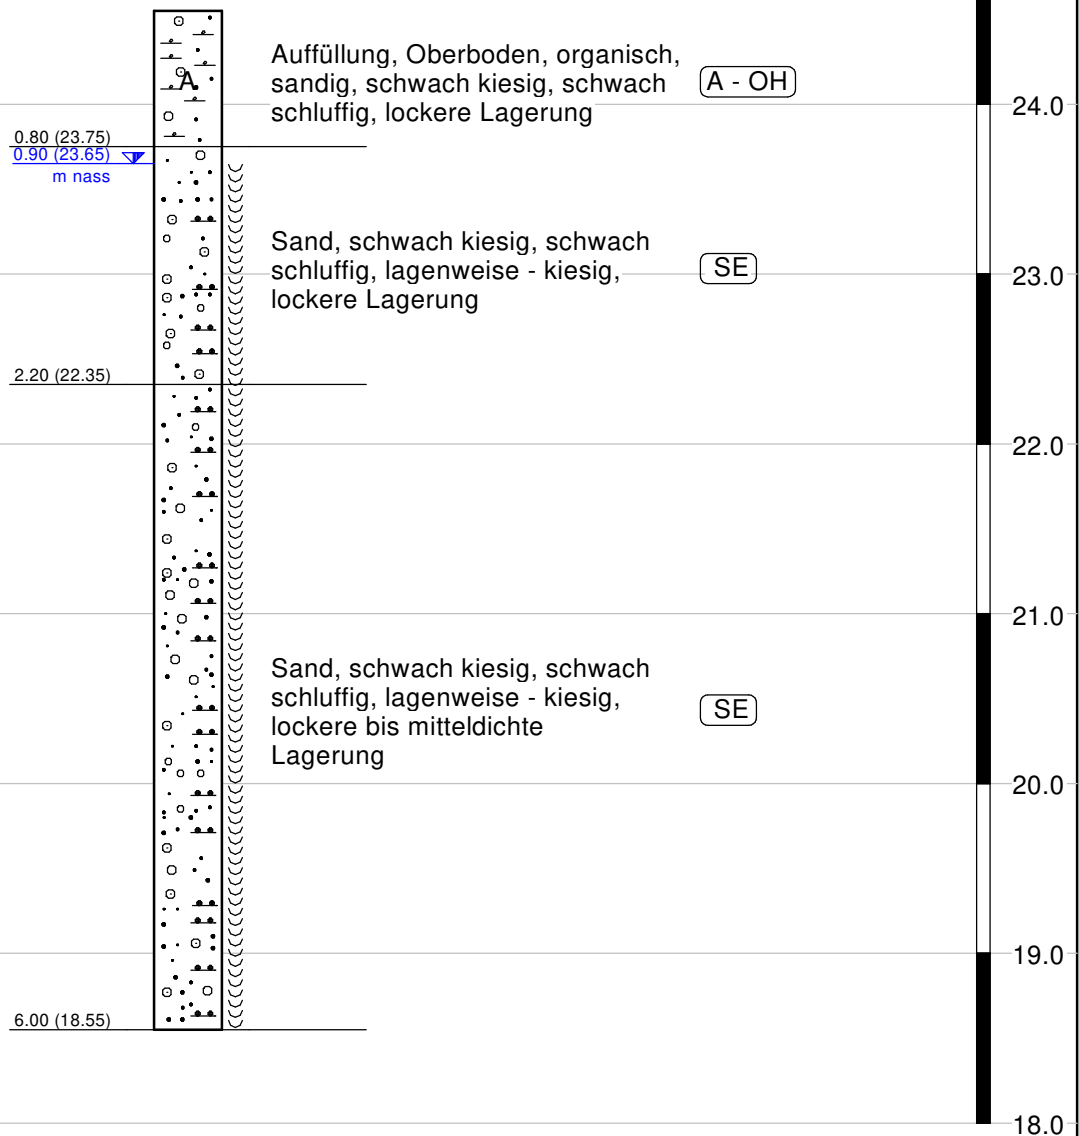 Auffüllung, Oberboden, organisch,
sandig, schwach kiesig, schwach
schluffig, lockere Lagerung
A - OH
A
24.0
0.80 (23.75)
0.90 (23.65)
m nass
Sand, schwach kiesig, schwach
schluffig, lagenweise - kiesig,
lockere Lagerung
SE
23.0
2.20 (22.35)
22.0
21.0
Sand, schwach kiesig, schwach
schluffig, lagenweise - kiesig,
lockere bis mitteldichte
Lagerung
SE
20.0
19.0
6.00 (18.55)
18.0